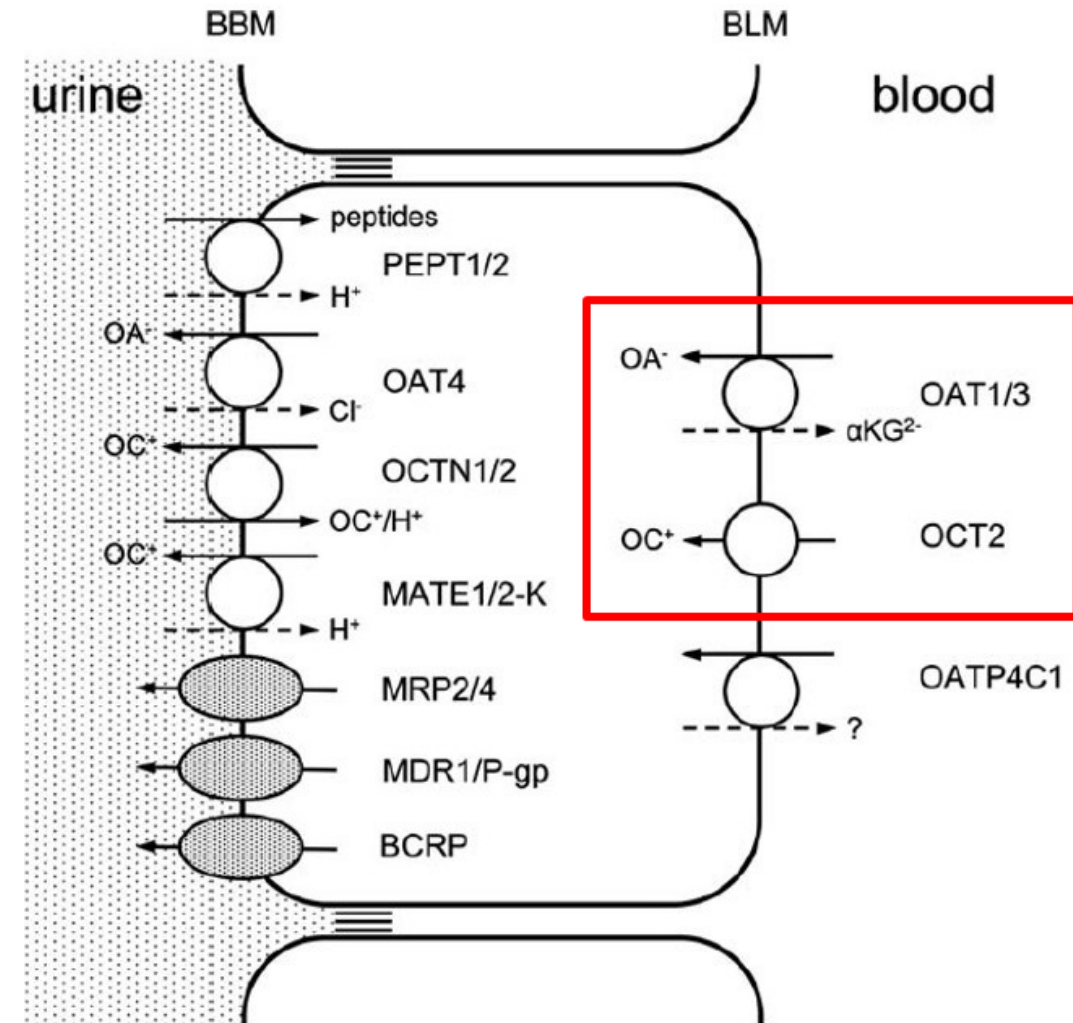 BBM
BLM
urine
blood
peptides
PEPT1/2
H⁺
OA⁻
OAT4
Cl⁻
OC⁺
OCTN1/2
OC⁺/H⁺
OC⁺
MATE1/2-K
H⁺
MRP2/4
MDR1/P-gp
BCRP
OA⁻
OAT1/3
αKG²⁻
OC⁺
OCT2
OATP4C1
?